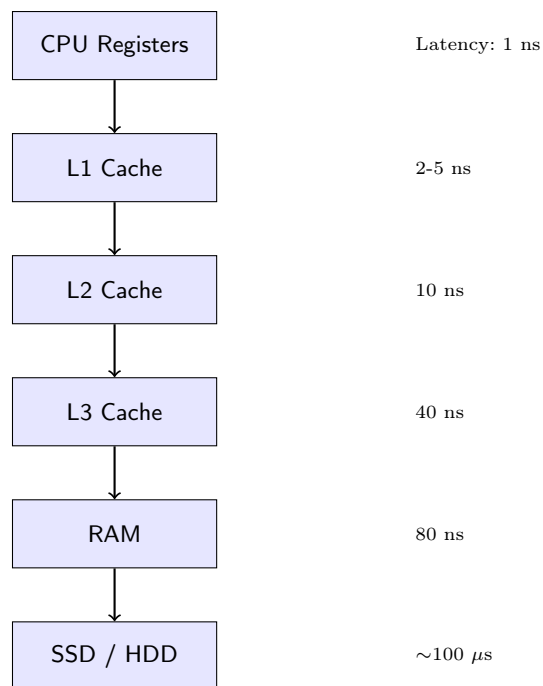 CPU Registers Latency: 1 ns
L1 Cache 2-5 ns
L2 Cache 10 ns
L3 Cache 40 ns
RAM 80 ns
SSD / HDD ~100 μs